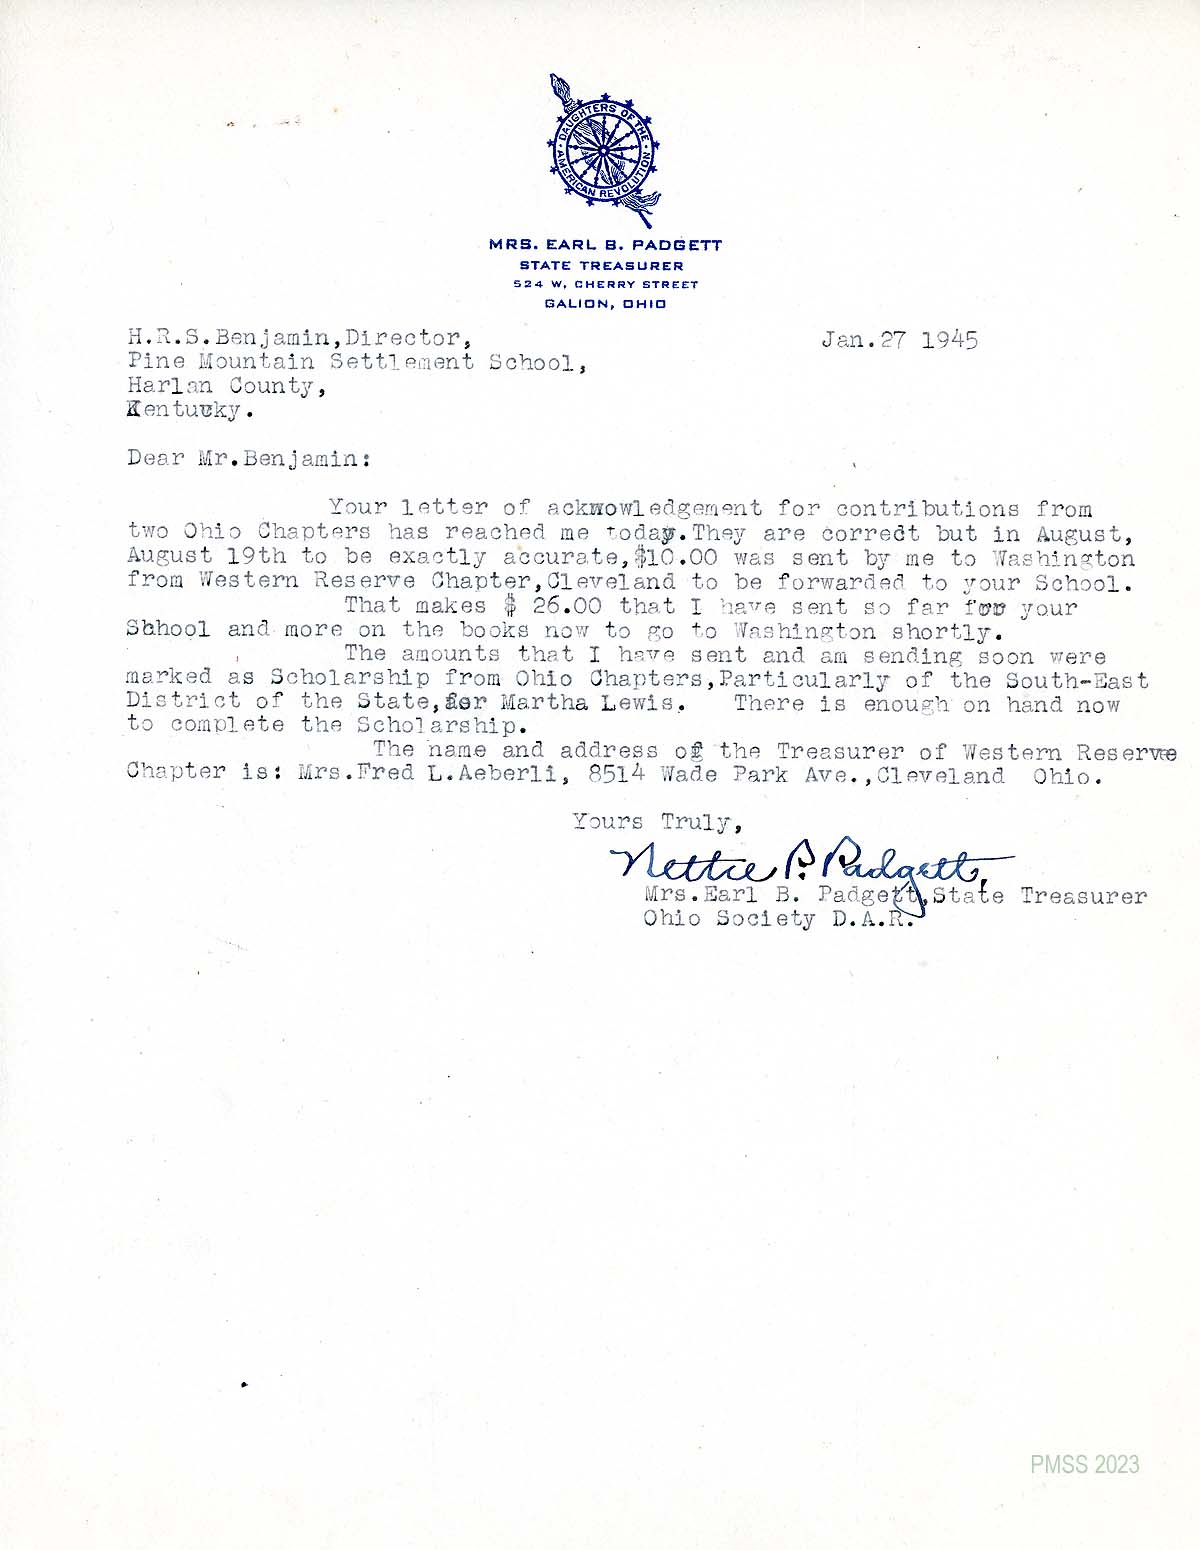 DAUGHTERS OF THE AMERICAN REVOLUTION
MRS. EARL B. PADGETT
STATE TREASURER
524 W. CHERRY STREET
GALION, OHIO
H.R.S.Benjamin,Director,
Jan.27 1945
Pine Mountain Settlement School,
Harlan County,
Kentucky.
Dear Mr.Benjamin:
Your letter of acknowledgement for contributions from
two Ohio Chapters has reached me today.They are correct but in August,
August 19th to be exactly accurate,$10.00 was sent by me to Washington
from Western Reserve Chapter,Cleveland to be forwarded to your School.
That makes $ 26.00 that I have sent so far for your
School and more on the books now to go to Washington shortly.
The amounts that I have sent and am sending soon were
marked as Scholarship from Ohio Chapters,Particularly of the South-East
District of the State,for Martha Lewis. There is enough on hand now
to complete the Scholarship.
The name and address of the Treasurer of Western Reserve
Chapter is: Mrs.Fred L.Aeberli, 8514 Wade Park Ave.,Cleveland Ohio.
Yours Truly,
Nettie P. Padgett,
Mrs.Earl B. Padgett,State Treasurer
Ohio Society D.A.R.
PMSS 2023